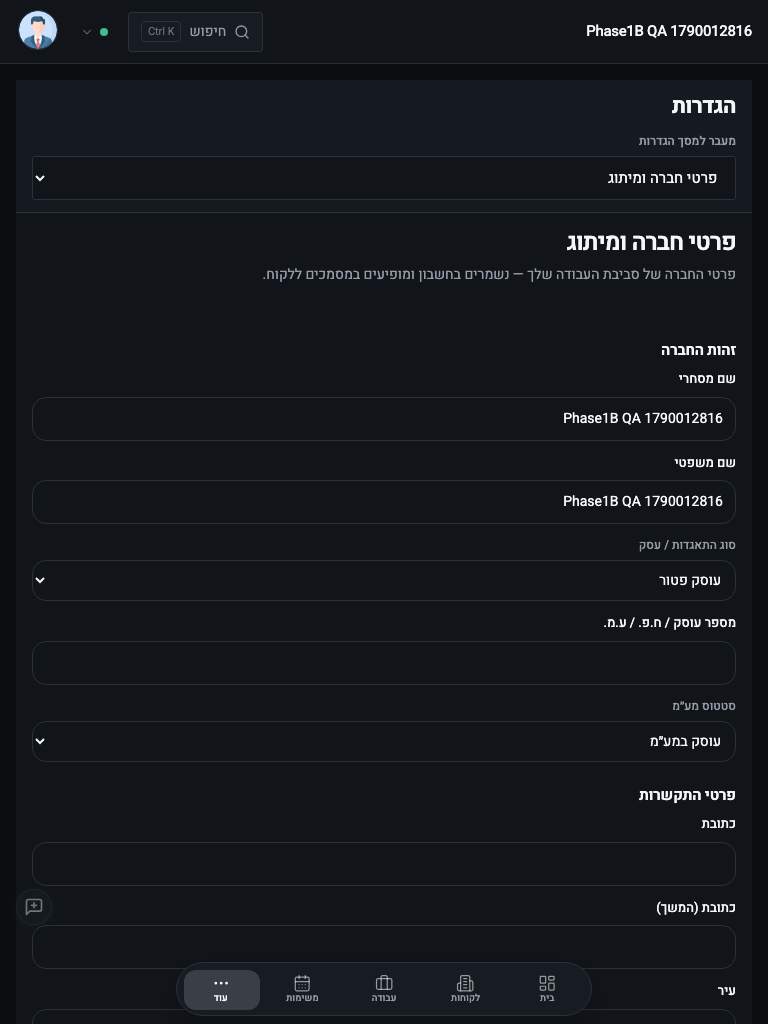 Phase1B QA 1790012816
חיפוש Ctrl K
הגדרות
מעבר למסך הגדרות
פרטי חברה ומיתוג
פרטי חברה ומיתוג
פרטי החברה של סביבת העבודה שלך — נשמרים בחשבון ומופיעים במסמכים ללקוח.
זהות החברה
שם מסחרי
Phase1B QA 1790012816
שם משפטי
Phase1B QA 1790012816
סוג התאגדות / עסק
עוסק פטור
מספר עוסק / ח.פ. / ע.מ.
סטטוס מע"מ
עוסק במע"מ
פרטי התקשרות
כתובת
כתובת (המשך)
עיר
בית
לקוחות
עבודה
משימות
עוד